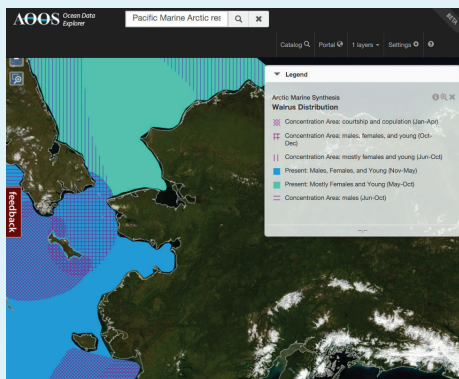 AOOS Ocean Data
Explorer
Pacific Marine Arctic res
BETA
Catalog Portal 1 layers Settings
Legend
Arctic Marine Synthesis
Walrus Distribution
Concentration Area: courtship and copulation (Jan-Apr)
Concentration Area: males, females, and young (Oct-
Dec)
Concentration Area: mostly females and young (Jun-Oct)
Present: Males, Females, and Young (Nov-May)
Present: Mostly Females and Young (May-Oct)
Concentration Area: males (Jun-Oct)
feedback